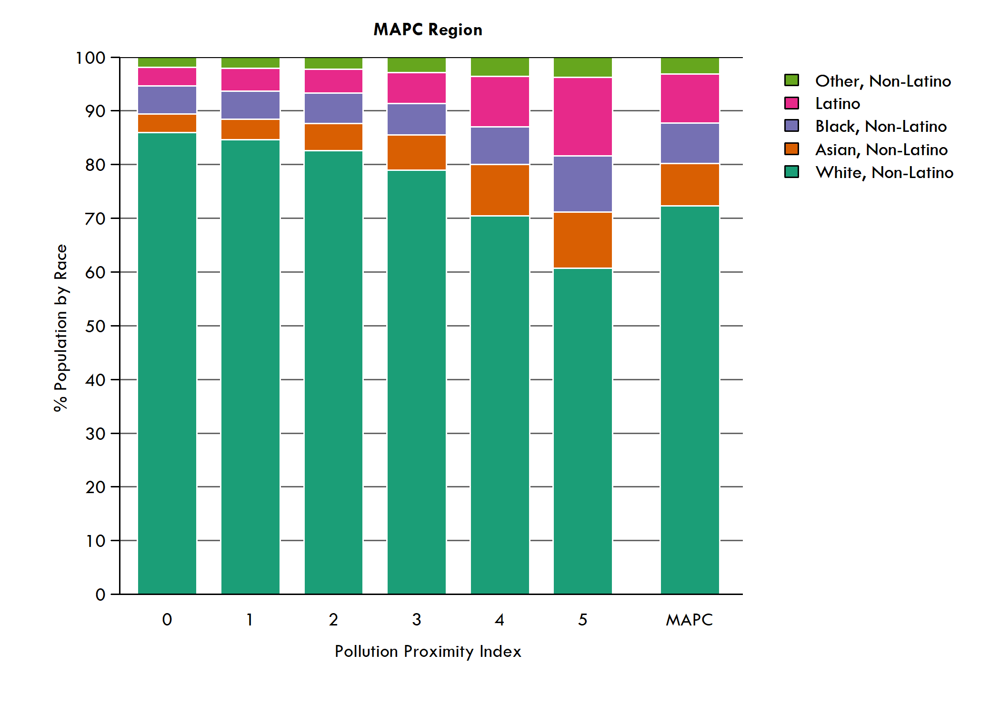 MAPC Region
100
90
80
70
60
50
40
30
20
10
0
% Population by Race
0 1 2 3 4 5 MAPC
Pollution Proximity Index
Other, Non-Latino
Latino
Black, Non-Latino
Asian, Non-Latino
White, Non-Latino